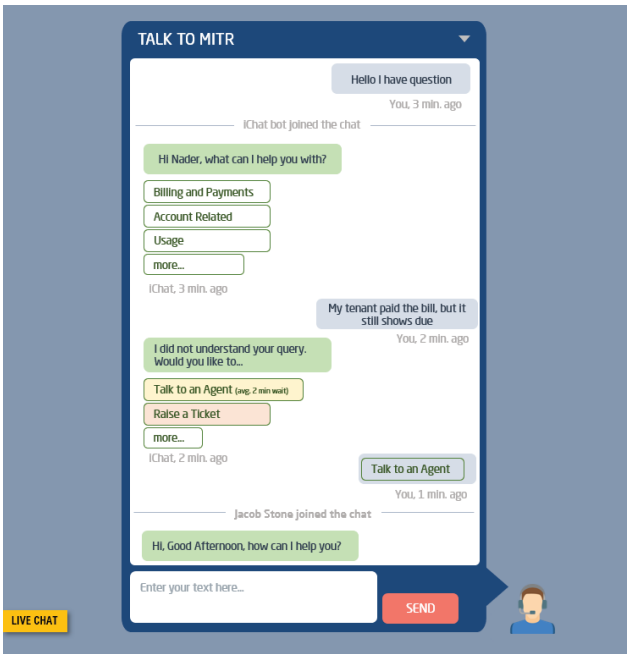 TALK TO MITR
Hello I have question
You, 3 min. ago
iChat bot joined the chat
Hi Nader, what can I help you with?
Billing and Payments
Account Related
Usage
more...
iChat, 3 min. ago
My tenant paid the bill, but it
still shows due
You, 2 min. ago
I did not understand your query.
Would you like to...
Talk to an Agent (avg. 2 min wait)
Raise a Ticket
more...
iChat, 2 min. ago
Talk to an Agent
You, 1 min. ago
Jacob Stone joined the chat
Hi, Good Afternoon, how can I help you?
Enter your text here...
SEND
LIVE CHAT